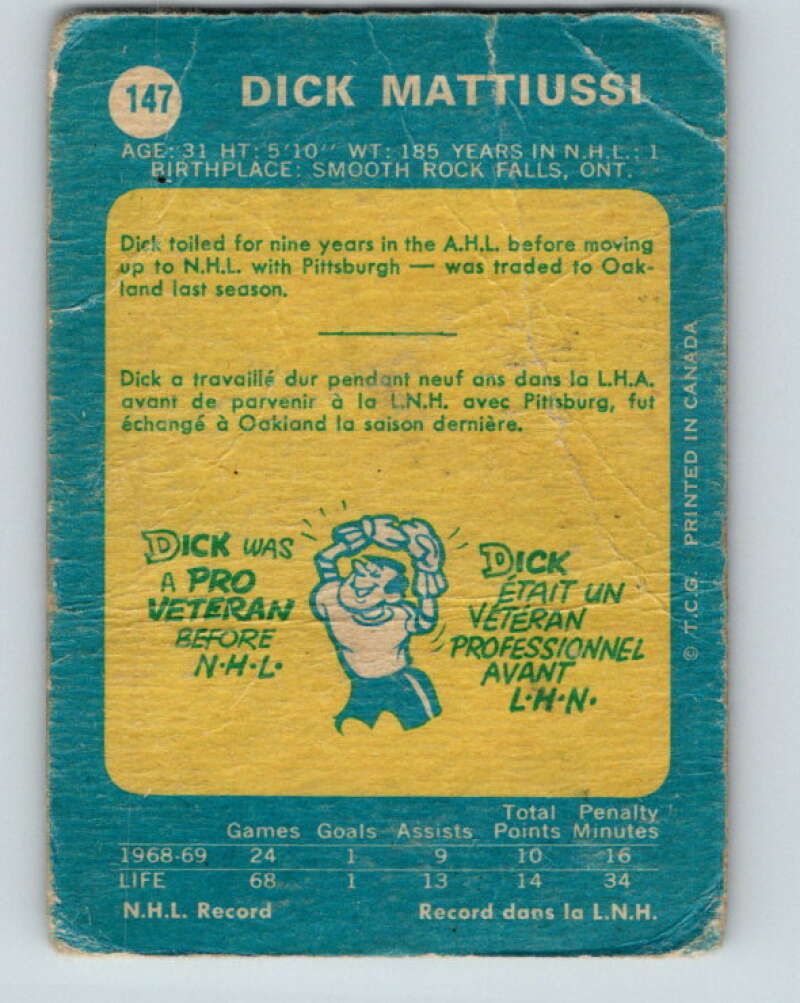 147 DICK MATTIUSSI
AGE: 31 HT: 5'10'' WT: 185 YEARS IN N.H.L.: 1
BIRTHPLACE: SMOOTH ROCK FALLS, ONT.
Dick toiled for nine years in the A.H.L. before moving
up to N.H.L. with Pittsburgh — was traded to Oak-
land last season.
Dick a travaillé dur pendant neuf ans dans la L.H.A.
avant de parvenir à la L.N.H. avec Pittsburg, fut
échangé à Oakland la saison dernière.
DICK WAS
A PRO
VETERAN
BEFORE
N·H·L·
DICK
ÉTAIT UN
VÉTÉRAN
PROFESSIONNEL
AVANT
L·H·N·
© T.C.G. PRINTED IN CANADA
Games Goals Assists Total Points Penalty Minutes
1968-69 24 1 9 10 16
LIFE 68 1 13 14 34
N.H.L. Record Record dans la L.N.H.